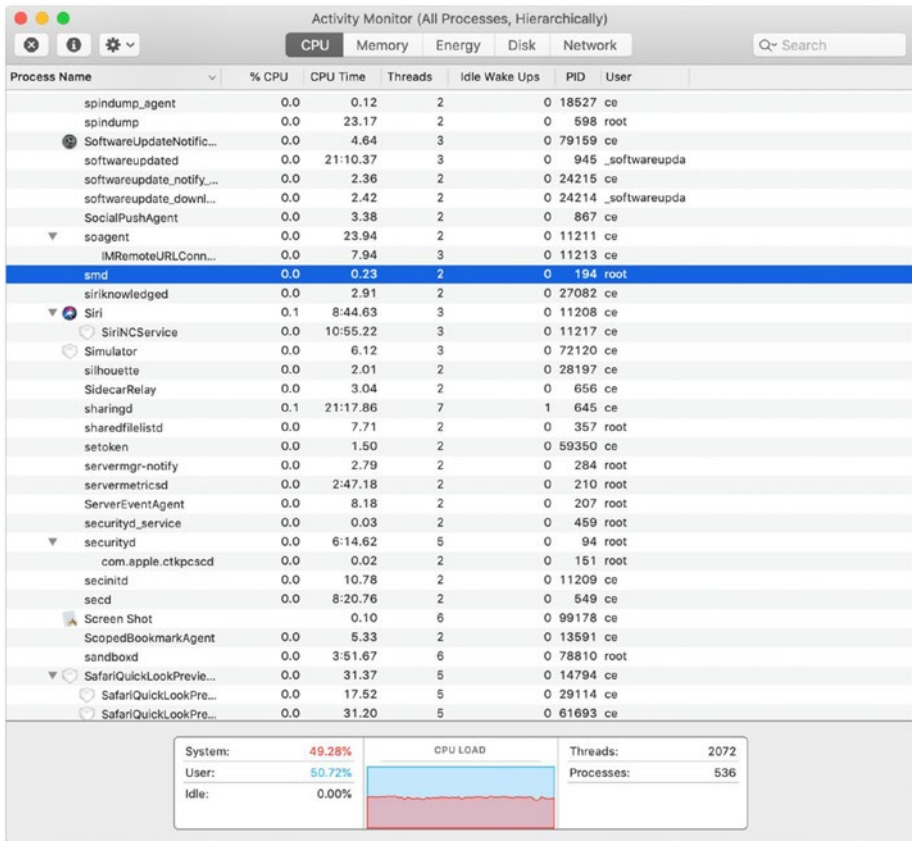 Activity Monitor (All Processes, Hierarchically)
CPU Memory Energy Disk Network Search
Process Name % CPU CPU Time Threads Idle Wake Ups PID User
spindump_agent 0.0 0.12 2 0 18527 ce
spindump 0.0 23.17 2 0 598 root
SoftwareUpdateNotific... 0.0 4.64 3 0 79159 ce
softwareupdated 0.0 21:10.37 3 0 945 _softwareupda
softwareupdate_notify_... 0.0 2.36 2 0 24215 ce
softwareupdate_downl... 0.0 2.42 2 0 24214 _softwareupda
SocialPushAgent 0.0 3.38 2 0 867 ce
soagent 0.0 23.94 2 0 11211 ce
IMRemoteURLConn... 0.0 7.94 3 0 11213 ce
smd 0.0 0.23 2 0 194 root
siriknowledged 0.0 2.91 2 0 27082 ce
Siri 0.1 8:44.63 3 0 11208 ce
SiriNCService 0.0 10:55.22 3 0 11217 ce
Simulator 0.0 6.12 3 0 72120 ce
silhouette 0.0 2.01 2 0 28197 ce
SidecarRelay 0.0 3.04 2 0 656 ce
sharingd 0.1 21:17.86 7 1 645 ce
sharedfilelistd 0.0 7.71 2 0 357 root
setoken 0.0 1.50 2 0 59350 ce
servermgr-notify 0.0 2.79 2 0 284 root
servermetricsd 0.0 2:47.18 2 0 210 root
ServerEventAgent 0.0 8.18 2 0 207 root
securityd_service 0.0 0.03 2 0 459 root
securityd 0.0 6:14.62 5 0 94 root
com.apple.ctkpcscd 0.0 0.02 2 0 151 root
secinitd 0.0 10.78 2 0 11209 ce
secd 0.0 8:20.76 2 0 549 ce
Screen Shot 0.10 6 0 99178 ce
ScopedBookmarkAgent 0.0 5.33 2 0 13591 ce
sandboxd 0.0 3:51.67 6 0 78810 root
SafariQuickLookPrevie... 0.0 31.37 5 0 14794 ce
SafariQuickLookPre... 0.0 17.52 5 0 29114 ce
SafariQuickLookPre... 0.0 31.20 5 0 61693 ce
System: 49.28% CPU LOAD Threads: 2072
User: 50.72% Processes: 536
Idle: 0.00%